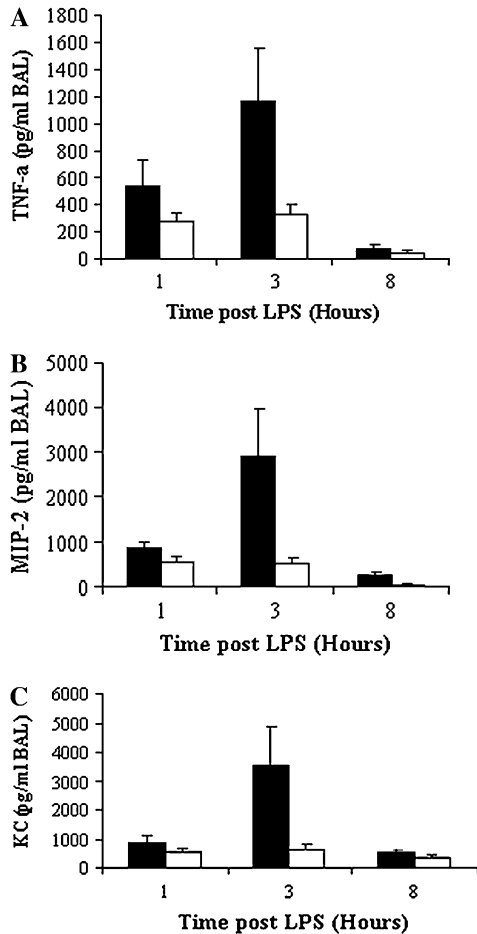 A
1800
1600
1400
1200
1000
800
600
400
200
0
TNF-a (pg/ml BAL)
1 3 8
Time post LPS (Hours)
B
5000
4000
3000
2000
1000
0
MIP-2 (pg/ml BAL)
1 3 8
Time post LPS (Hours)
C
6000
5000
4000
3000
2000
1000
0
KC (pg/ml BAL)
1 3 8
Time post LPS (Hours)